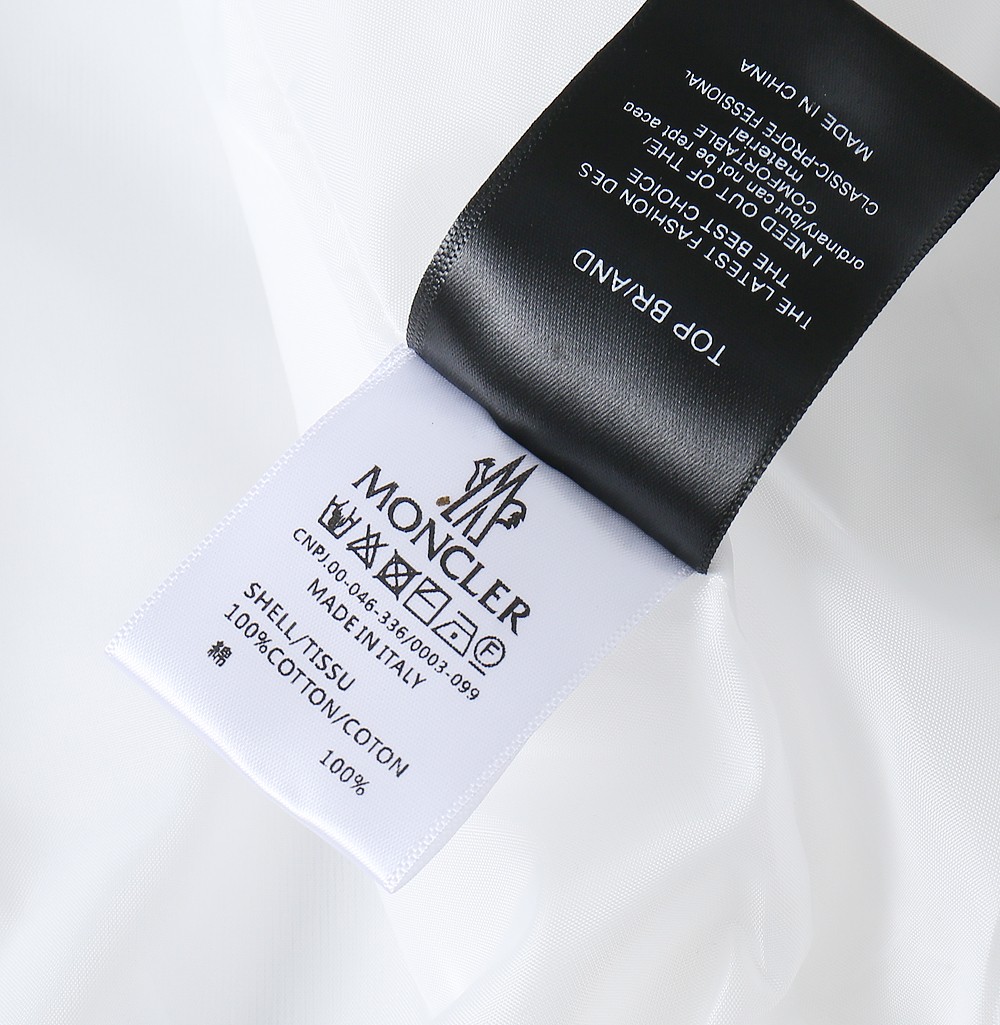 TOP BR/AND
THE LATEST FASHION DES
THE BEST CHOICE
I NEED OUT OF THE/
ordinary/but can not be rept aced
COMFORTABLE
material
CLASSIC-PROFE FESSIONAL
MADE IN CHINA
MONCLER
CNPJ.00-046-336/0003-099
MADE IN ITALY
SHELL/TISSU
100%COTTON/COTON
綿 100%